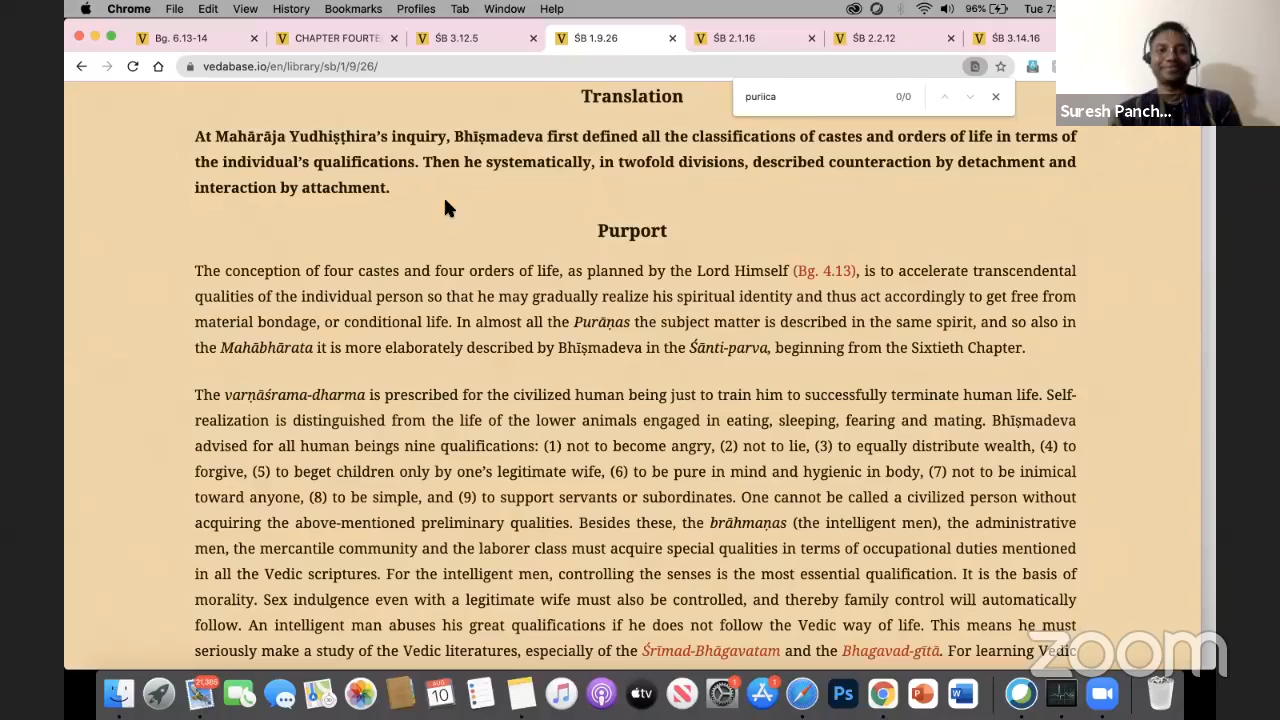 Chrome File Edit View History Bookmarks Profiles Tab Window Help 96% Tue 7:
Bg. 6.13-14 CHAPTER FOURTE ŚB 3.12.5 ŚB 1.9.26 ŚB 2.1.16 ŚB 2.2.12 ŚB 3.14.16
vedabase.io/en/library/sb/1/9/26/
puriica 0/0
Suresh Panch...
Translation
At Mahārāja Yudhiṣṭhira's inquiry, Bhīṣmadeva first defined all the classifications of castes and orders of life in terms of
the individual's qualifications. Then he systematically, in twofold divisions, described counteraction by detachment and
interaction by attachment.
Purport
The conception of four castes and four orders of life, as planned by the Lord Himself (Bg. 4.13), is to accelerate transcendental
qualities of the individual person so that he may gradually realize his spiritual identity and thus act accordingly to get free from
material bondage, or conditional life. In almost all the Purāṇas the subject matter is described in the same spirit, and so also in
the Mahābhārata it is more elaborately described by Bhīṣmadeva in the Śānti-parva, beginning from the Sixtieth Chapter.
The varṇāśrama-dharma is prescribed for the civilized human being just to train him to successfully terminate human life. Self-
realization is distinguished from the life of the lower animals engaged in eating, sleeping, fearing and mating. Bhīṣmadeva
advised for all human beings nine qualifications: (1) not to become angry, (2) not to lie, (3) to equally distribute wealth, (4) to
forgive, (5) to beget children only by one's legitimate wife, (6) to be pure in mind and hygienic in body, (7) not to be inimical
toward anyone, (8) to be simple, and (9) to support servants or subordinates. One cannot be called a civilized person without
acquiring the above-mentioned preliminary qualities. Besides these, the brāhmaṇas (the intelligent men), the administrative
men, the mercantile community and the laborer class must acquire special qualities in terms of occupational duties mentioned
in all the Vedic scriptures. For the intelligent men, controlling the senses is the most essential qualification. It is the basis of
morality. Sex indulgence even with a legitimate wife must also be controlled, and thereby family control will automatically
follow. An intelligent man abuses his great qualifications if he does not follow the Vedic way of life. This means he must
seriously make a study of the Vedic literatures, especially of the Śrīmad-Bhāgavatam and the Bhagavad-gītā. For learning Vedic
zoom
21,385
AUG
10
tv
1
1
Ps
P
W